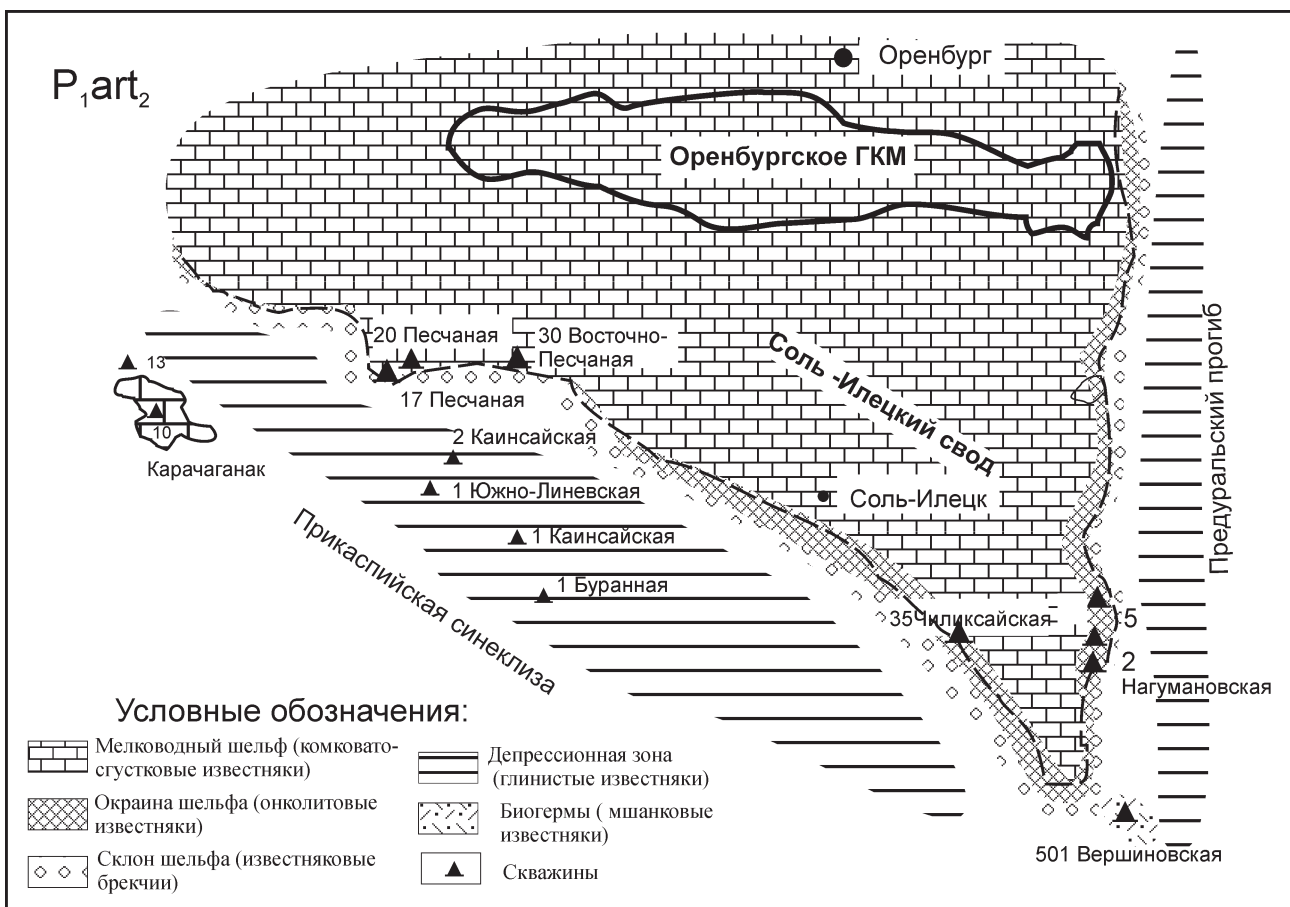 P₁art₂
Оренбург
Оренбургское ГКМ
Соль -Илецкий свод
Предуральский прогиб
20 Песчаная
30 Восточно-
Песчаная
13
10
Карачаганак
17 Песчаная
2 Каинсайская
1 Южно-Линевская
1 Каинсайская
1 Буранная
Прикаспийская синеклиза
Соль-Илецк
35Чиликсайская
5
2
Нагумановская
501 Вершиновская
Условные обозначения:
Мелководный шельф (комковато-
сгустковые известняки)
Окраина шельфа (онколитовые
известняки)
Склон шельфа (известняковые
брекчии)
Депрессионная зона
(глинистые известняки)
Биогермы ( мшанковые
известняки)
Скважины